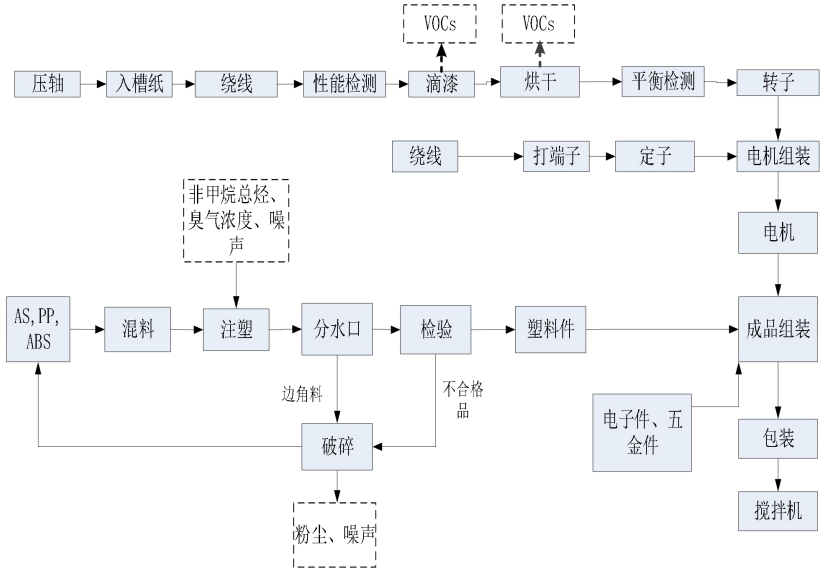 VOCs
VOCs
压轴
入槽纸
绕线
性能检测
滴漆
烘干
平衡检测
转子
绕线
打端子
定子
电机组装
非甲烷总烃、
臭气浓度、噪
声
电机
AS,PP,
ABS
混料
注塑
分水口
检验
塑料件
成品组装
边角料
不合格
品
破碎
电子件、五
金件
包装
粉尘、噪声
搅拌机